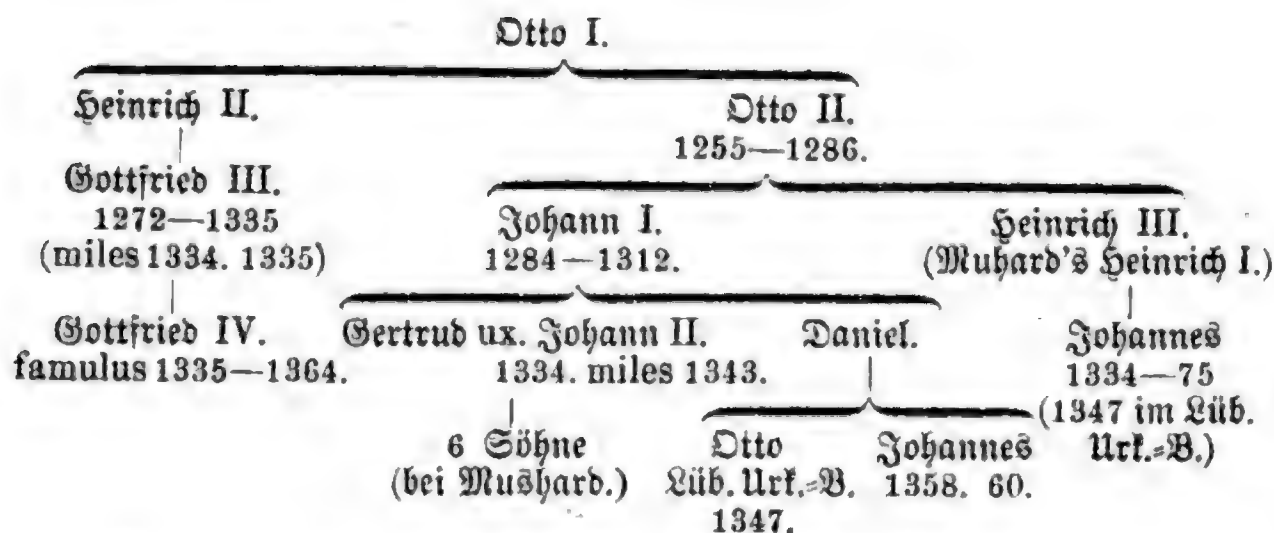 Otto I.
Heinrich II. Otto II.
1255—1286.
Gottfried III.
1272—1335
(miles 1334. 1335)
Johann I.
1284—1312.
Heinrich III.
(Muhard's Heinrich I.)
Gottfried IV.
famulus 1335—1364.
Gertrud ux. Johann II.
1334. miles 1343.
Daniel.
Johannes
1334—75
(1347 im Lüb.
Urk.=B.)
6 Söhne
(bei Mushard.)
Otto
Lüb. Urk.=B.
1347.
Johannes
1358. 60.